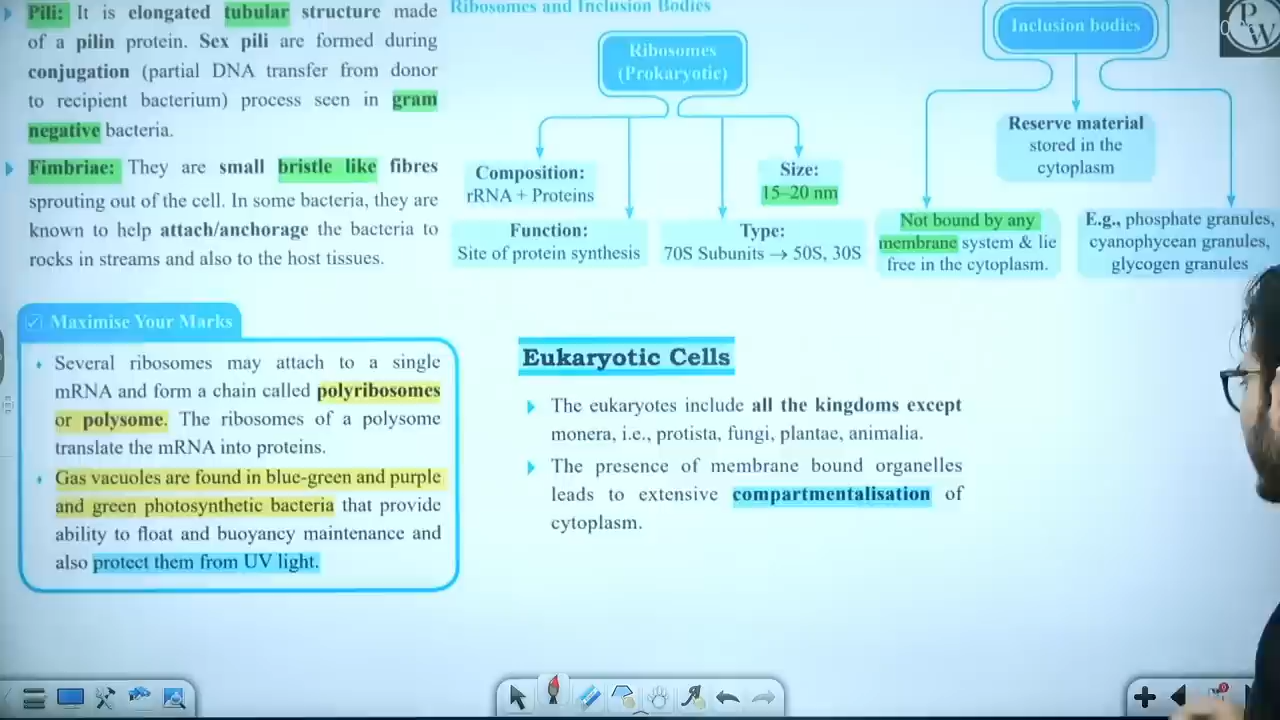 Pili: It is elongated tubular structure made
of a pilin protein. Sex pili are formed during
conjugation (partial DNA transfer from donor
to recipient bacterium) process seen in gram
negative bacteria.
Fimbriae: They are small bristle like fibres
sprouting out of the cell. In some bacteria, they are
known to help attach/anchorage the bacteria to
rocks in streams and also to the host tissues.
Maximise Your Marks
Several ribosomes may attach to a single
mRNA and form a chain called polyribosomes
or polysome. The ribosomes of a polysome
translate the mRNA into proteins.
Gas vacuoles are found in blue-green and purple
and green photosynthetic bacteria that provide
ability to float and buoyancy maintenance and
also protect them from UV light.
Ribosomes and Inclusion Bodies
Ribosomes
(Prokaryotic)
Composition:
rRNA + Proteins
Function:
Site of protein synthesis
Type:
70S Subunits → 50S, 30S
Size:
15–20 nm
Inclusion bodies
Reserve material
stored in the
cytoplasm
Not bound by any
membrane system & lie
free in the cytoplasm.
E.g., phosphate granules,
cyanophycean granules,
glycogen granules
Eukaryotic Cells
The eukaryotes include all the kingdoms except
monera, i.e., protista, fungi, plantae, animalia.
The presence of membrane bound organelles
leads to extensive compartmentalisation of
cytoplasm.
PW